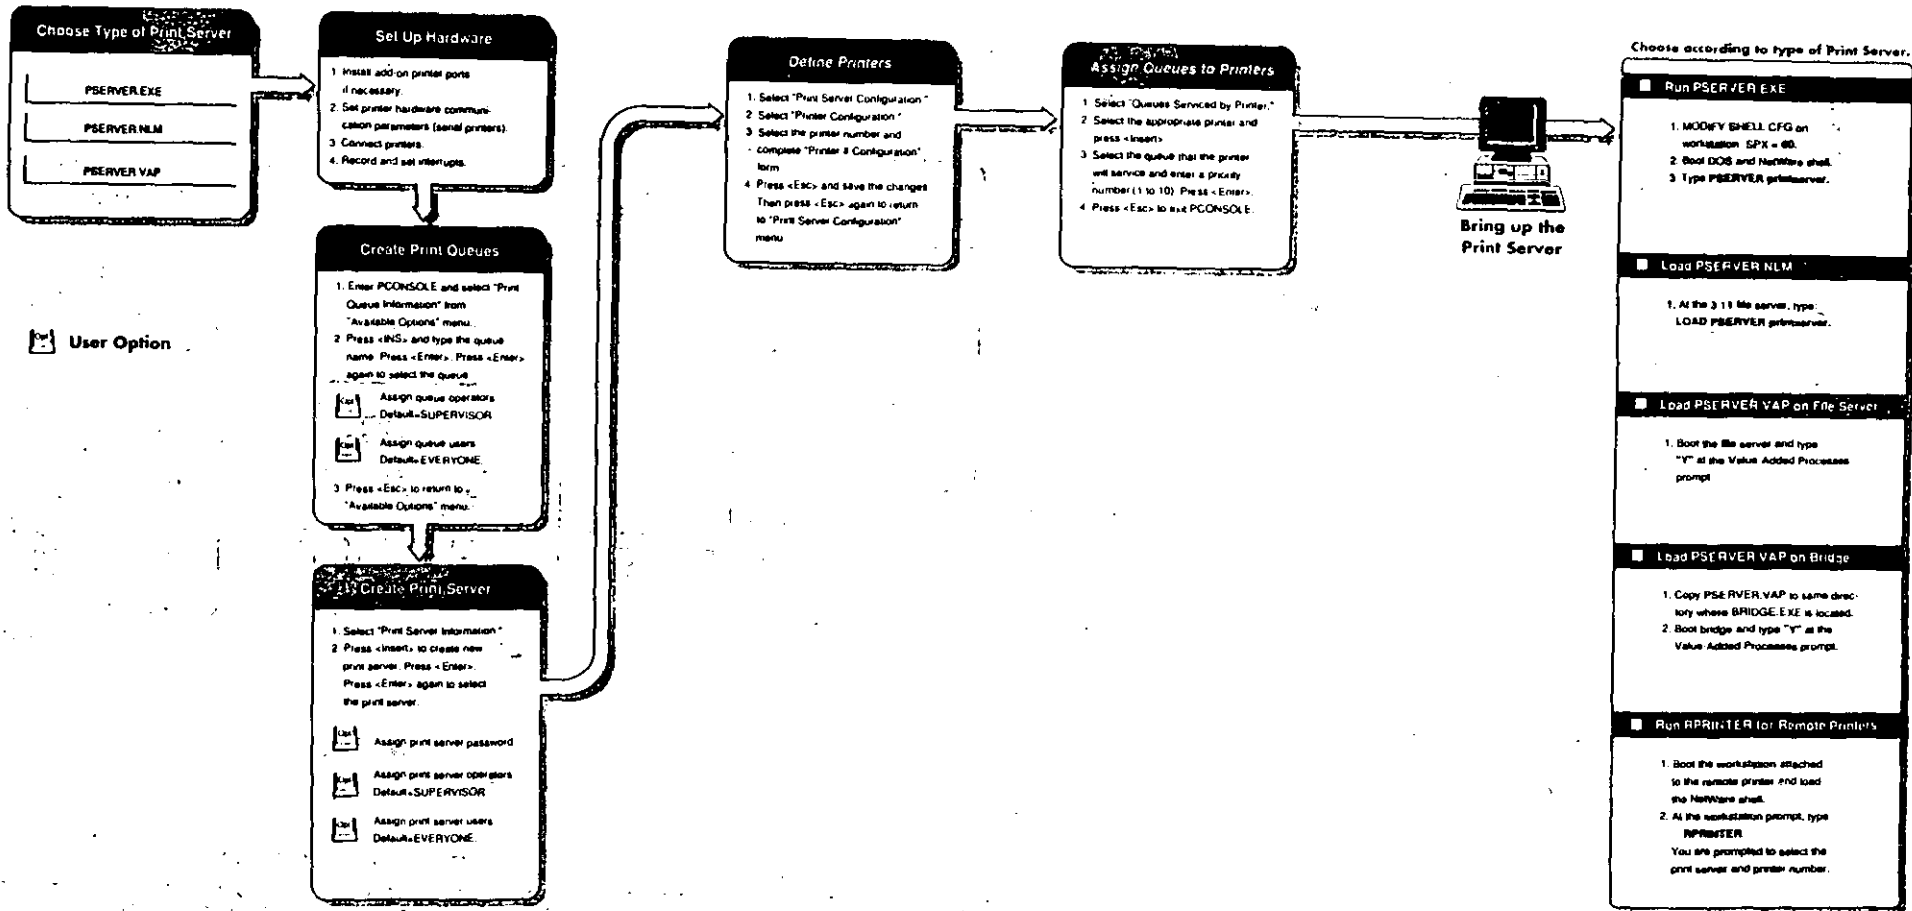 Choose Type of Print Server
PSERVER.EXE
PSERVER.NLM
PSERVER.VAP
Opt
User Option
Set Up Hardware
1 Install add-on printer ports
if necessary.
2. Set printer hardware communi-
cation parameters (serial printers).
3 Connect printers.
4. Record and set interrupts.
Create Print Queues
1. Enter PCONSOLE and select "Print
Queue Information" from
"Available Options" menu.
2 Press <INS> and type the queue
name. Press <Enter>. Press <Enter>
again to select the queue
Opt
Assign queue operators
Default=SUPERVISOR
Opt
Assign queue users
Default=EVERYONE.
3 Press <Esc> to return to
"Available Options" menu.
Create Print Server
1. Select "Print Server Information"
2 Press <Insert> to create new
print server. Press <Enter>.
Press <Enter> again to select
the print server.
Opt
Assign print server password
Opt
Assign print server operators
Default=SUPERVISOR
Opt
Assign print server users
Default=EVERYONE.
Define Printers
1. Select "Print Server Configuration"
2 Select "Printer Configuration"
3 Select the printer number and
complete "Printer # Configuration"
form
4 Press <Esc> and save the changes
Then press <Esc> again to return
to "Print Server Configuration"
menu
Assign Queues to Printers
1 Select "Queues Serviced by Printer."
2 Select the appropriate printer and
press <Insert>
3 Select the queue that the printer
will service and enter a priority
number (1 to 10) Press <Enter>.
4 Press <Esc> to exit PCONSOLE.
Bring up the
Print Server
Choose according to type of Print Server.
Run PSERVER EXE
1. MODIFY SHELL CFG on
workstation SPX = 60.
2. Boot DOS and NetWare shell.
3 Type PSERVER printserver.
Load PSERVER NLM
1. At the 3.11 file server, type:
LOAD PSERVER printserver.
Load PSERVER VAP on File Server
1. Boot the file server and type
"Y" at the Value Added Processes
prompt
Load PSERVER VAP on Bridge
1. Copy PSERVER.VAP to same direc-
tory where BRIDGE.EXE is located.
2. Boot bridge and type "Y" at the
Value-Added Processes prompt.
Run RPRINTER for Remote Printers
1. Boot the workstation attached
to the remote printer and load
the NetWare shell.
2. At the workstation prompt, type
RPRINTER
You are prompted to select the
print server and printer number.